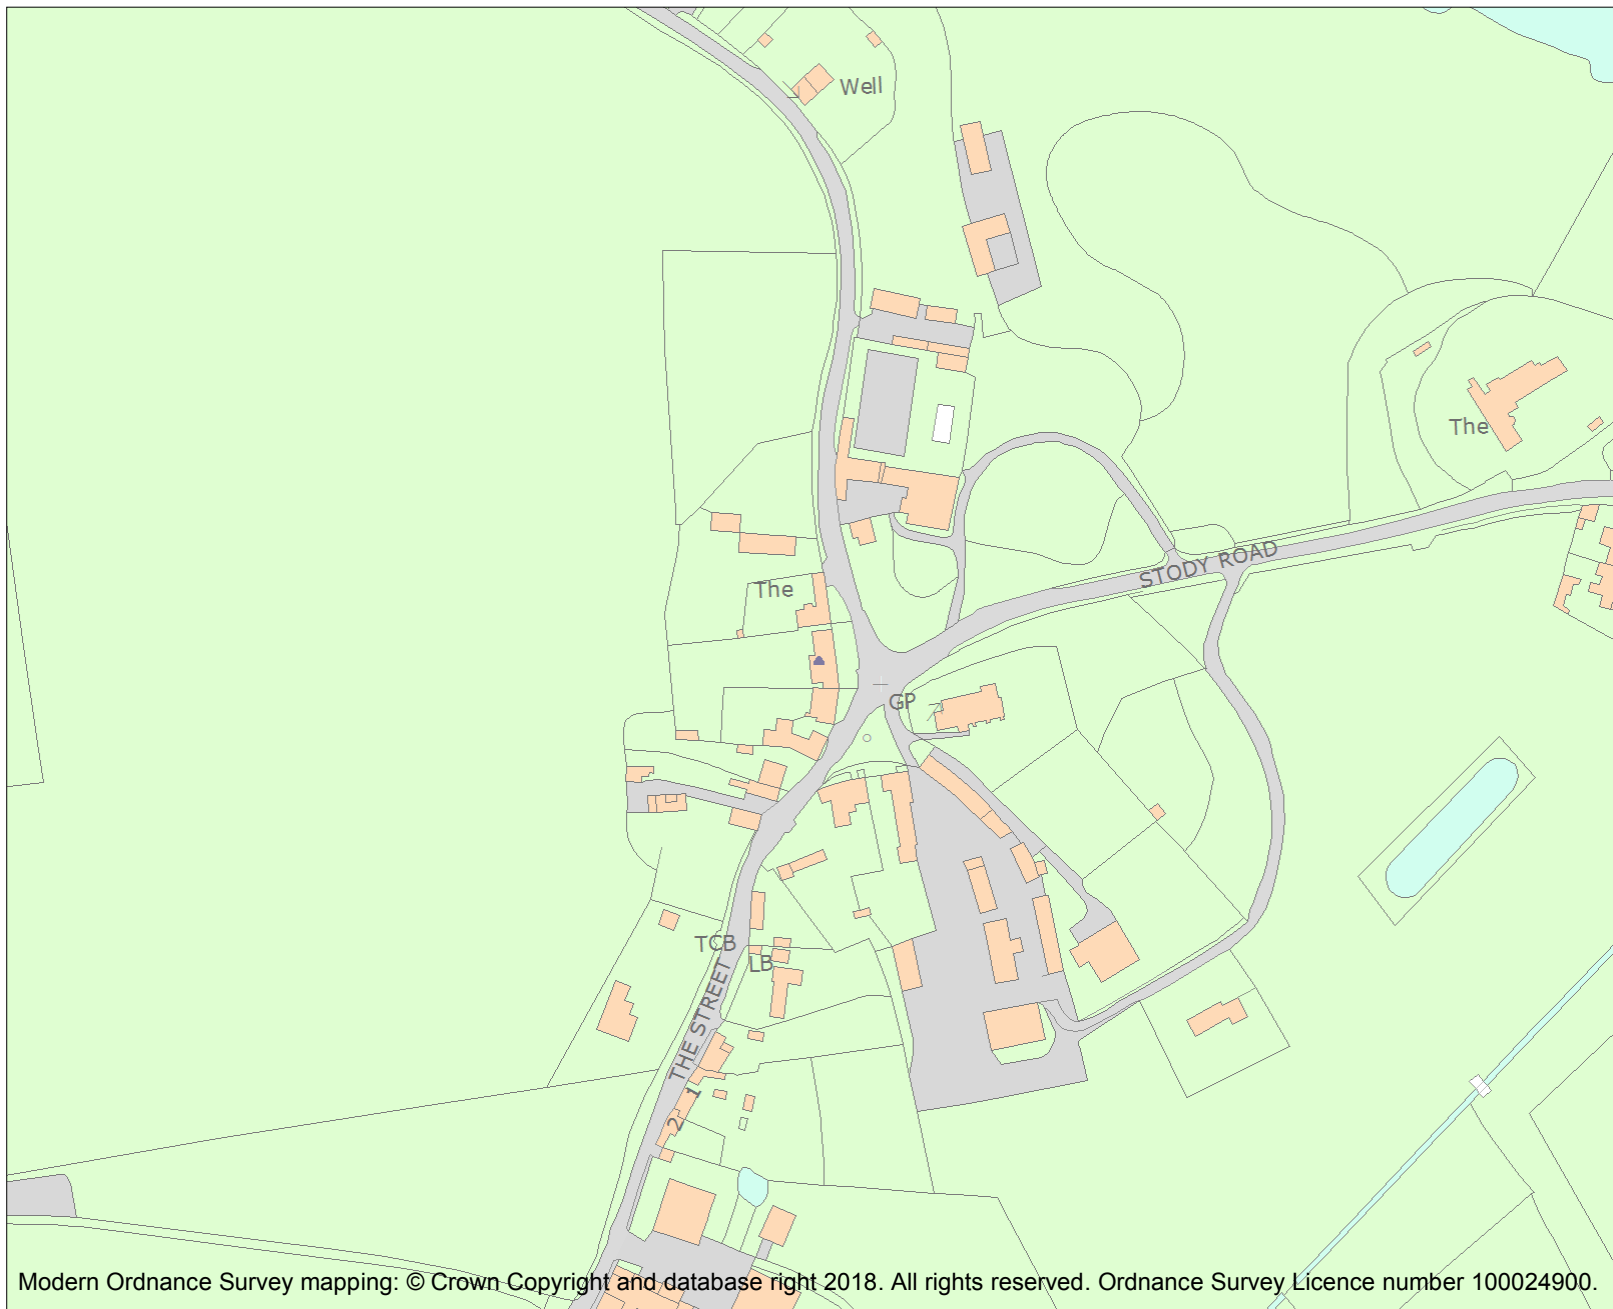 Well
The
STODY ROAD
The
GP
TCB
LB
THE STREET
1
2
Modern Ordnance Survey mapping: © Crown Copyright and database right 2018. All rights reserved. Ordnance Survey Licence number 100024900.